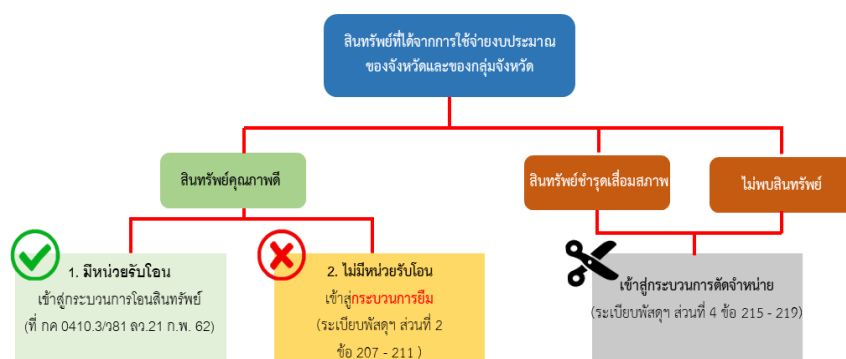 สินทรัพย์ที่ได้จากการใช้จ่ายงบประมาณ
ของจังหวัดและของกลุ่มจังหวัด
สินทรัพย์คุณภาพดี
สินทรัพย์ชำรุดเสื่อมสภาพ
ไม่พบสินทรัพย์
1. มีหน่วยรับโอน
เข้าสู่กระบวนการโอนสินทรัพย์
(ที่ กค 0410.3/ว81 ลว.21 ก.พ. 62)
2. ไม่มีหน่วยรับโอน
เข้าสู่กระบวนการยืม
(ระเบียบพัสดุฯ ส่วนที่ 2
ข้อ 207 - 211 )
เข้าสู่กระบวนการตัดจำหน่าย
(ระเบียบพัสดุฯ ส่วนที่ 4 ข้อ 215 - 219)